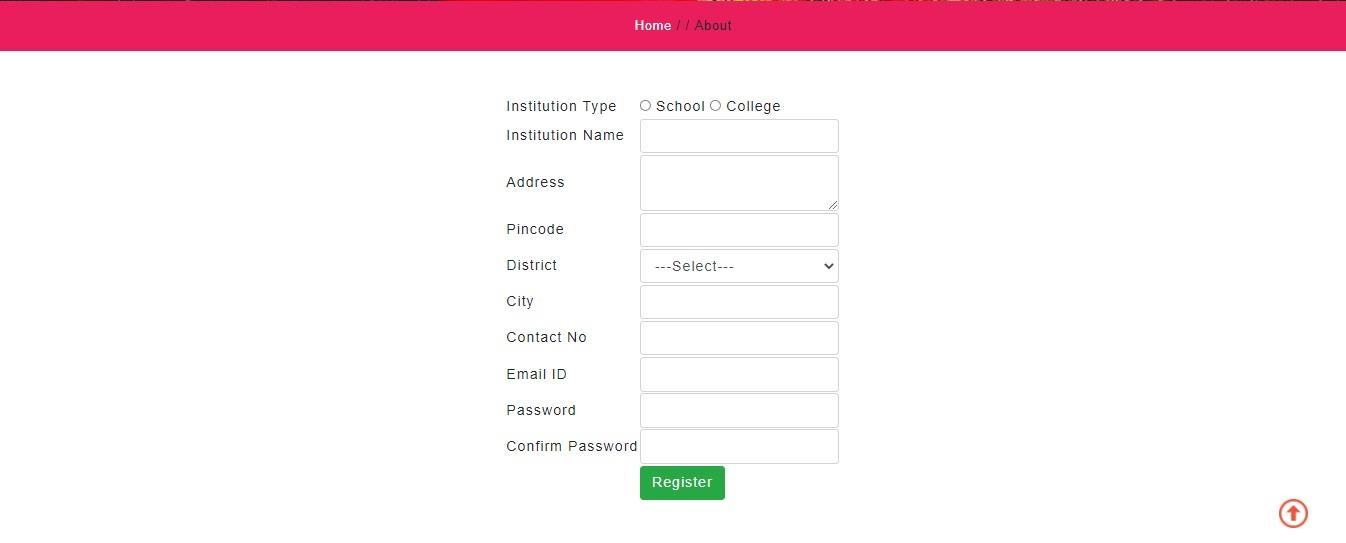 Home / / About
Institution Type School College
Institution Name
Address
Pincode
District ---Select---
City
Contact No
Email ID
Password
Confirm Password
Register